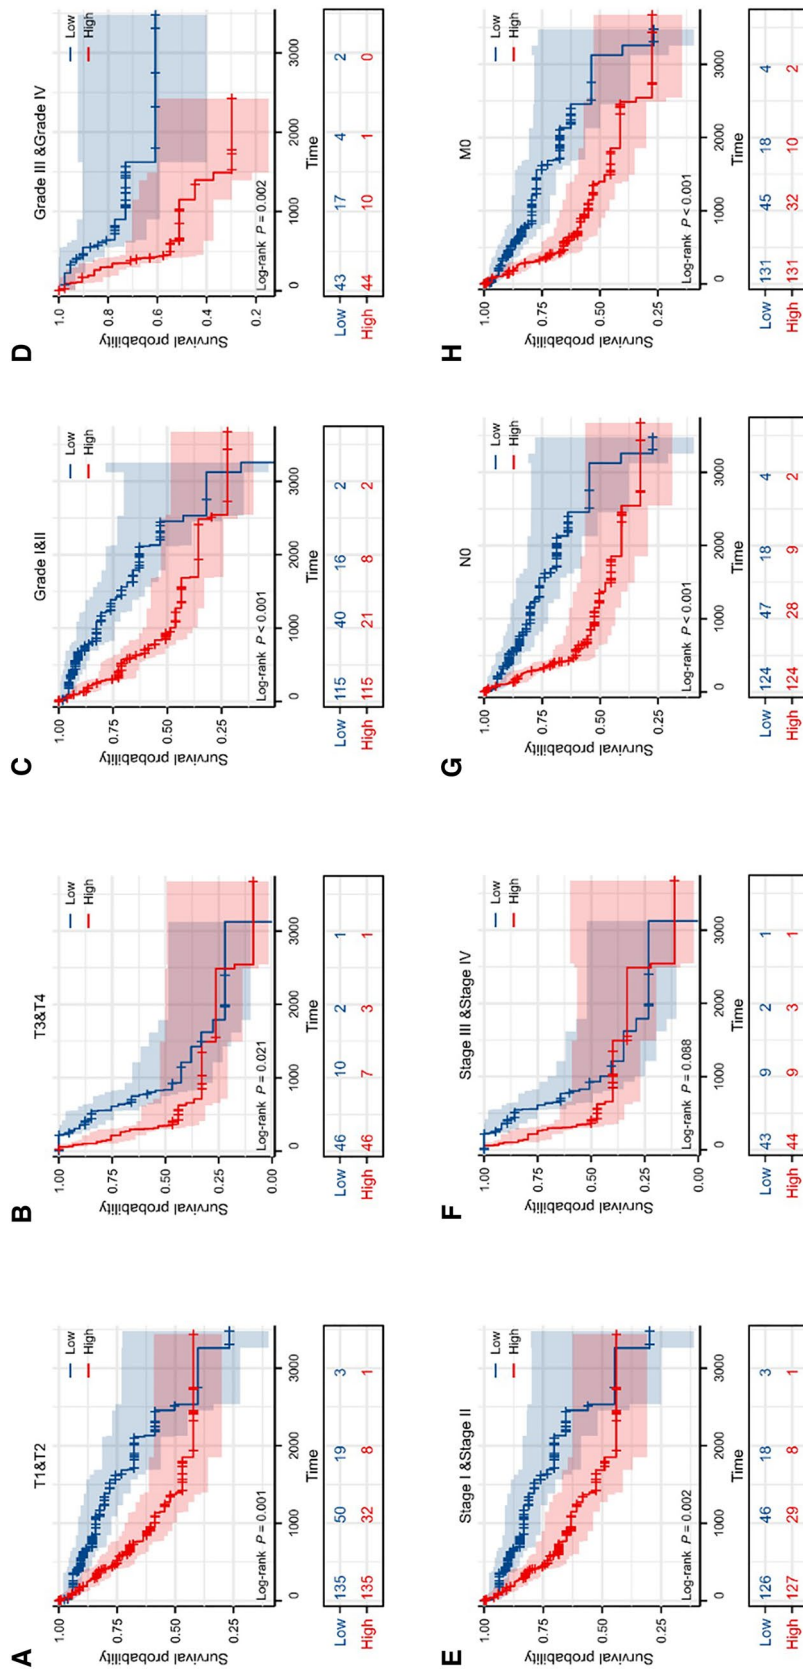 A
T1&T2
Low
High
Survival probability
1.00
0.75
0.50
0.25
Log-rank P = 0.001
0 1000 2000 3000
Time
Low 135 50 19 3
High 135 32 8 1
B
T3&T4
Low
High
Survival probability
1.00
0.75
0.50
0.25
0.00
Log-rank P = 0.021
0 1000 2000 3000
Time
Low 46 10 2 1
High 46 7 3 1
C
Grade I&II
Low
High
Survival probability
1.00
0.75
0.50
0.25
Log-rank P < 0.001
0 1000 2000 3000
Time
Low 115 40 16 2
High 115 21 8 2
D
Grade III &Grade IV
Low
High
Survival probability
1.0
0.8
0.6
0.4
0.2
Log-rank P = 0.002
0 1000 2000 3000
Time
Low 43 17 4 2
High 44 10 1 0
E
Stage I &Stage II
Low
High
Survival probability
1.00
0.75
0.50
0.25
Log-rank P = 0.002
0 1000 2000 3000
Time
Low 126 46 18 3
High 127 29 8 1
F
Stage III &Stage IV
Low
High
Survival probability
1.00
0.75
0.50
0.25
0.00
Log-rank P = 0.088
0 1000 2000 3000
Time
Low 43 9 2 1
High 44 9 3 1
G
N0
Low
High
Survival probability
1.00
0.75
0.50
0.25
Log-rank P < 0.001
0 1000 2000 3000
Time
Low 124 47 18 4
High 124 28 9 2
H
M0
Low
High
Survival probability
1.00
0.75
0.50
0.25
Log-rank P < 0.001
0 1000 2000 3000
Time
Low 131 45 18 4
High 131 32 10 2